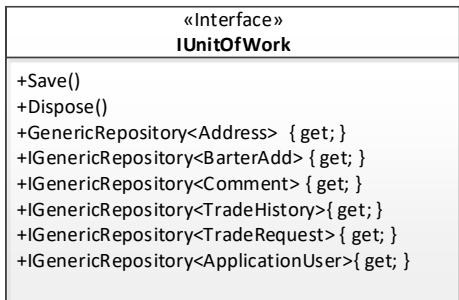 «Interface»
IUnitOfWork
+Save()
+Dispose()
+GenericRepository<Address> { get; }
+IGenericRepository<BarterAdd> { get; }
+IGenericRepository<Comment> { get; }
+IGenericRepository<TradeHistory>{ get; }
+IGenericRepository<TradeRequest> { get; }
+IGenericRepository<ApplicationUser>{ get; }